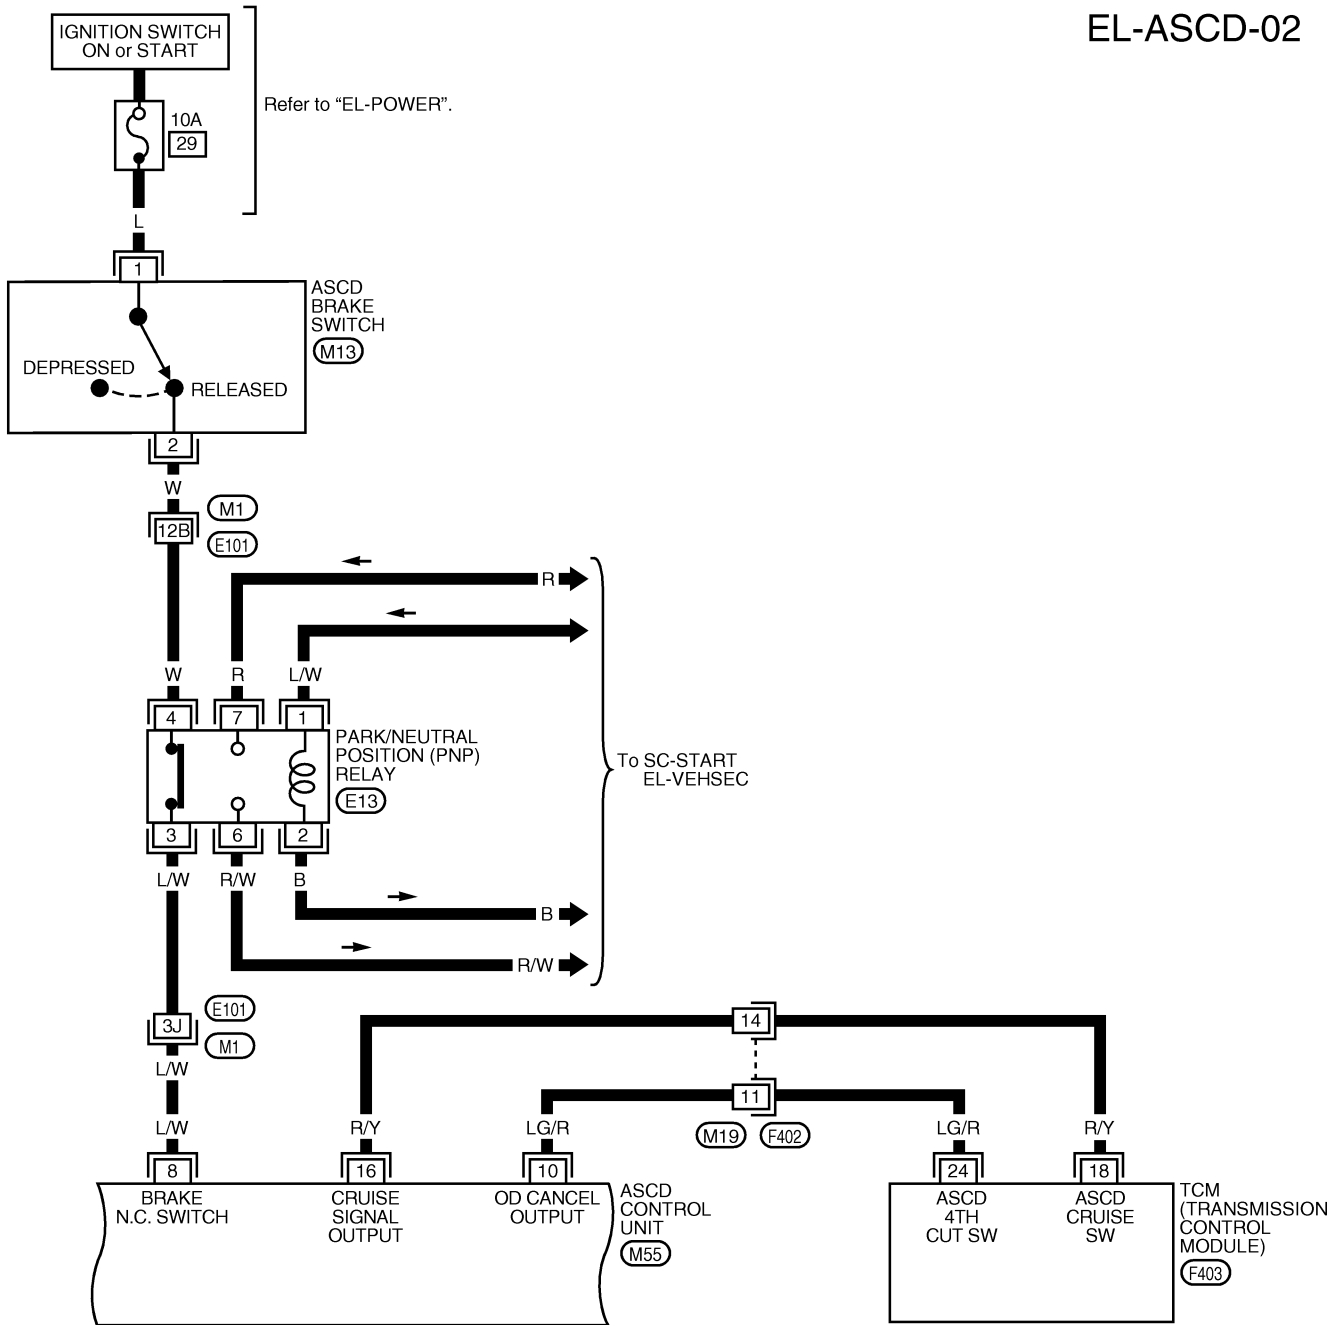 EL-ASCD-02
IGNITION SWITCH
ON or START
Refer to “EL-POWER”.
10A
29
L
1
ASCD
BRAKE
SWITCH
M13
DEPRESSED
RELEASED
2
W
M1
12B
E101
R
W
R
L/W
4
7
1
PARK/NEUTRAL
POSITION (PNP)
RELAY
E13
To SC-START
EL-VEHSEC
3
6
2
L/W
R/W
B
B
R/W
E101
3J
M1
L/W
14
11
M19
F402
L/W
R/Y
LG/R
LG/R
R/Y
8
16
10
24
18
BRAKE
N.C. SWITCH
CRUISE
SIGNAL
OUTPUT
OD CANCEL
OUTPUT
ASCD
CONTROL
UNIT
M55
ASCD
4TH
CUT SW
ASCD
CRUISE
SW
TCM
(TRANSMISSION
CONTROL
MODULE)
F403